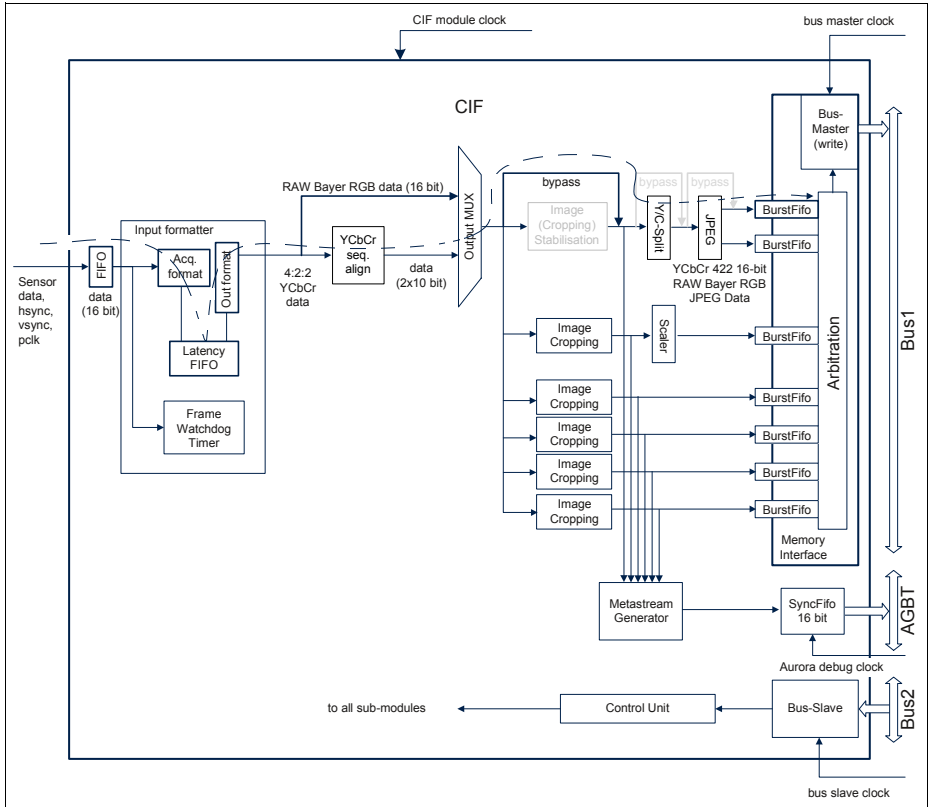 CIF module clock
bus master clock
CIF
Bus-
Master
(write)
Output MUX
RAW Bayer RGB data (16 bit)
bypass
bypass
bypass
Image
(Cropping)
Stabilisation
Y/C-Split
JPEG
BurstFifo
BurstFifo
YCbCr 422 16-bit
RAW Bayer RGB
JPEG Data
Input formatter
FIFO
Acq.
format
Out format
YCbCr
seq.
align
Sensor
data,
hsync,
vsync,
pclk
data
(16 bit)
4:2:2
YCbCr
data
data
(2x10 bit)
Latency
FIFO
Frame
Watchdog
Timer
Image
Cropping
Scaler
BurstFifo
Image
Cropping
BurstFifo
Image
Cropping
BurstFifo
Image
Cropping
BurstFifo
Image
Cropping
BurstFifo
Arbitration
Memory
Interface
Bus1
Metastream
Generator
SyncFifo
16 bit
AGBT
Aurora debug clock
to all sub-modules
Control Unit
Bus-Slave
Bus2
bus slave clock